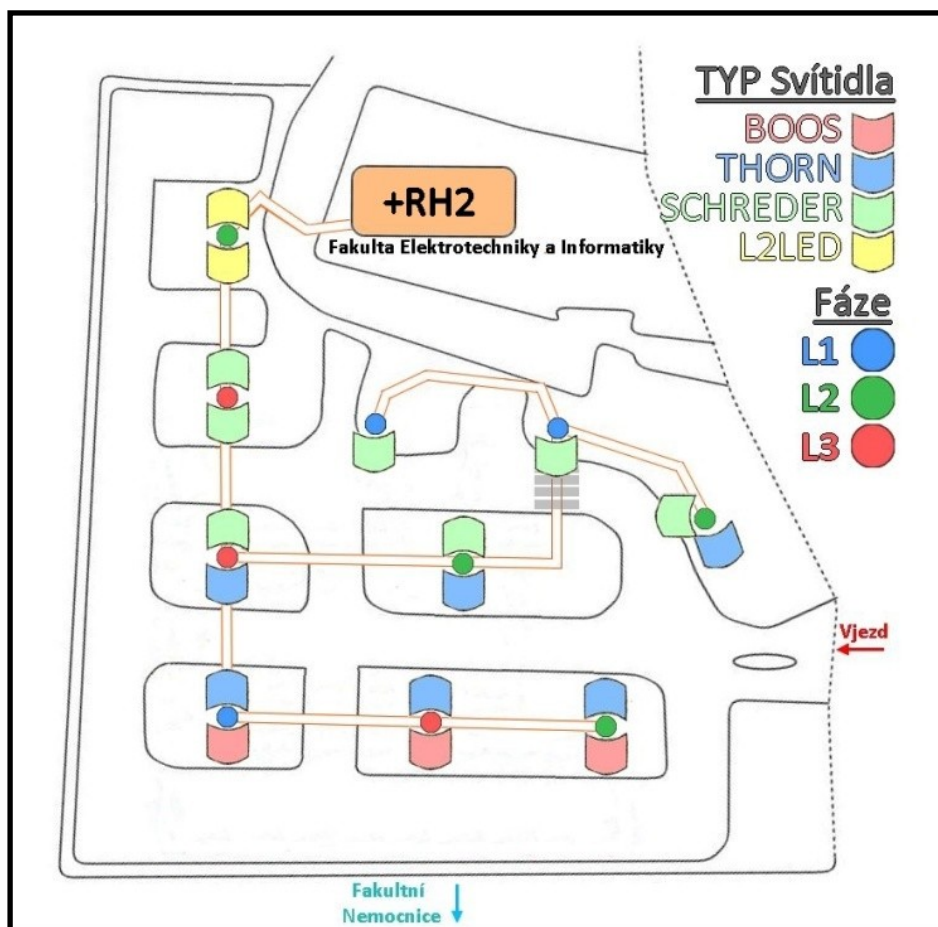 TYP Svítidla
BOOS
THORN
SCHREDER
L2LED
Fáze
L1
L2
L3
+RH2
Fakulta Elektrotechniky a Informatiky
Vjezd
Fakultní
Nemocnice